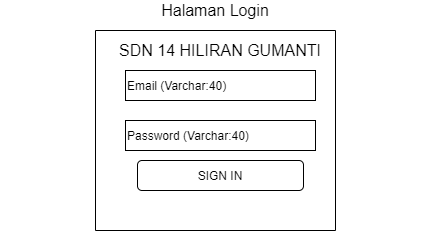 Halaman Login
SDN 14 HILIRAN GUMANTI
Email (Varchar:40)
Password (Varchar:40)
SIGN IN